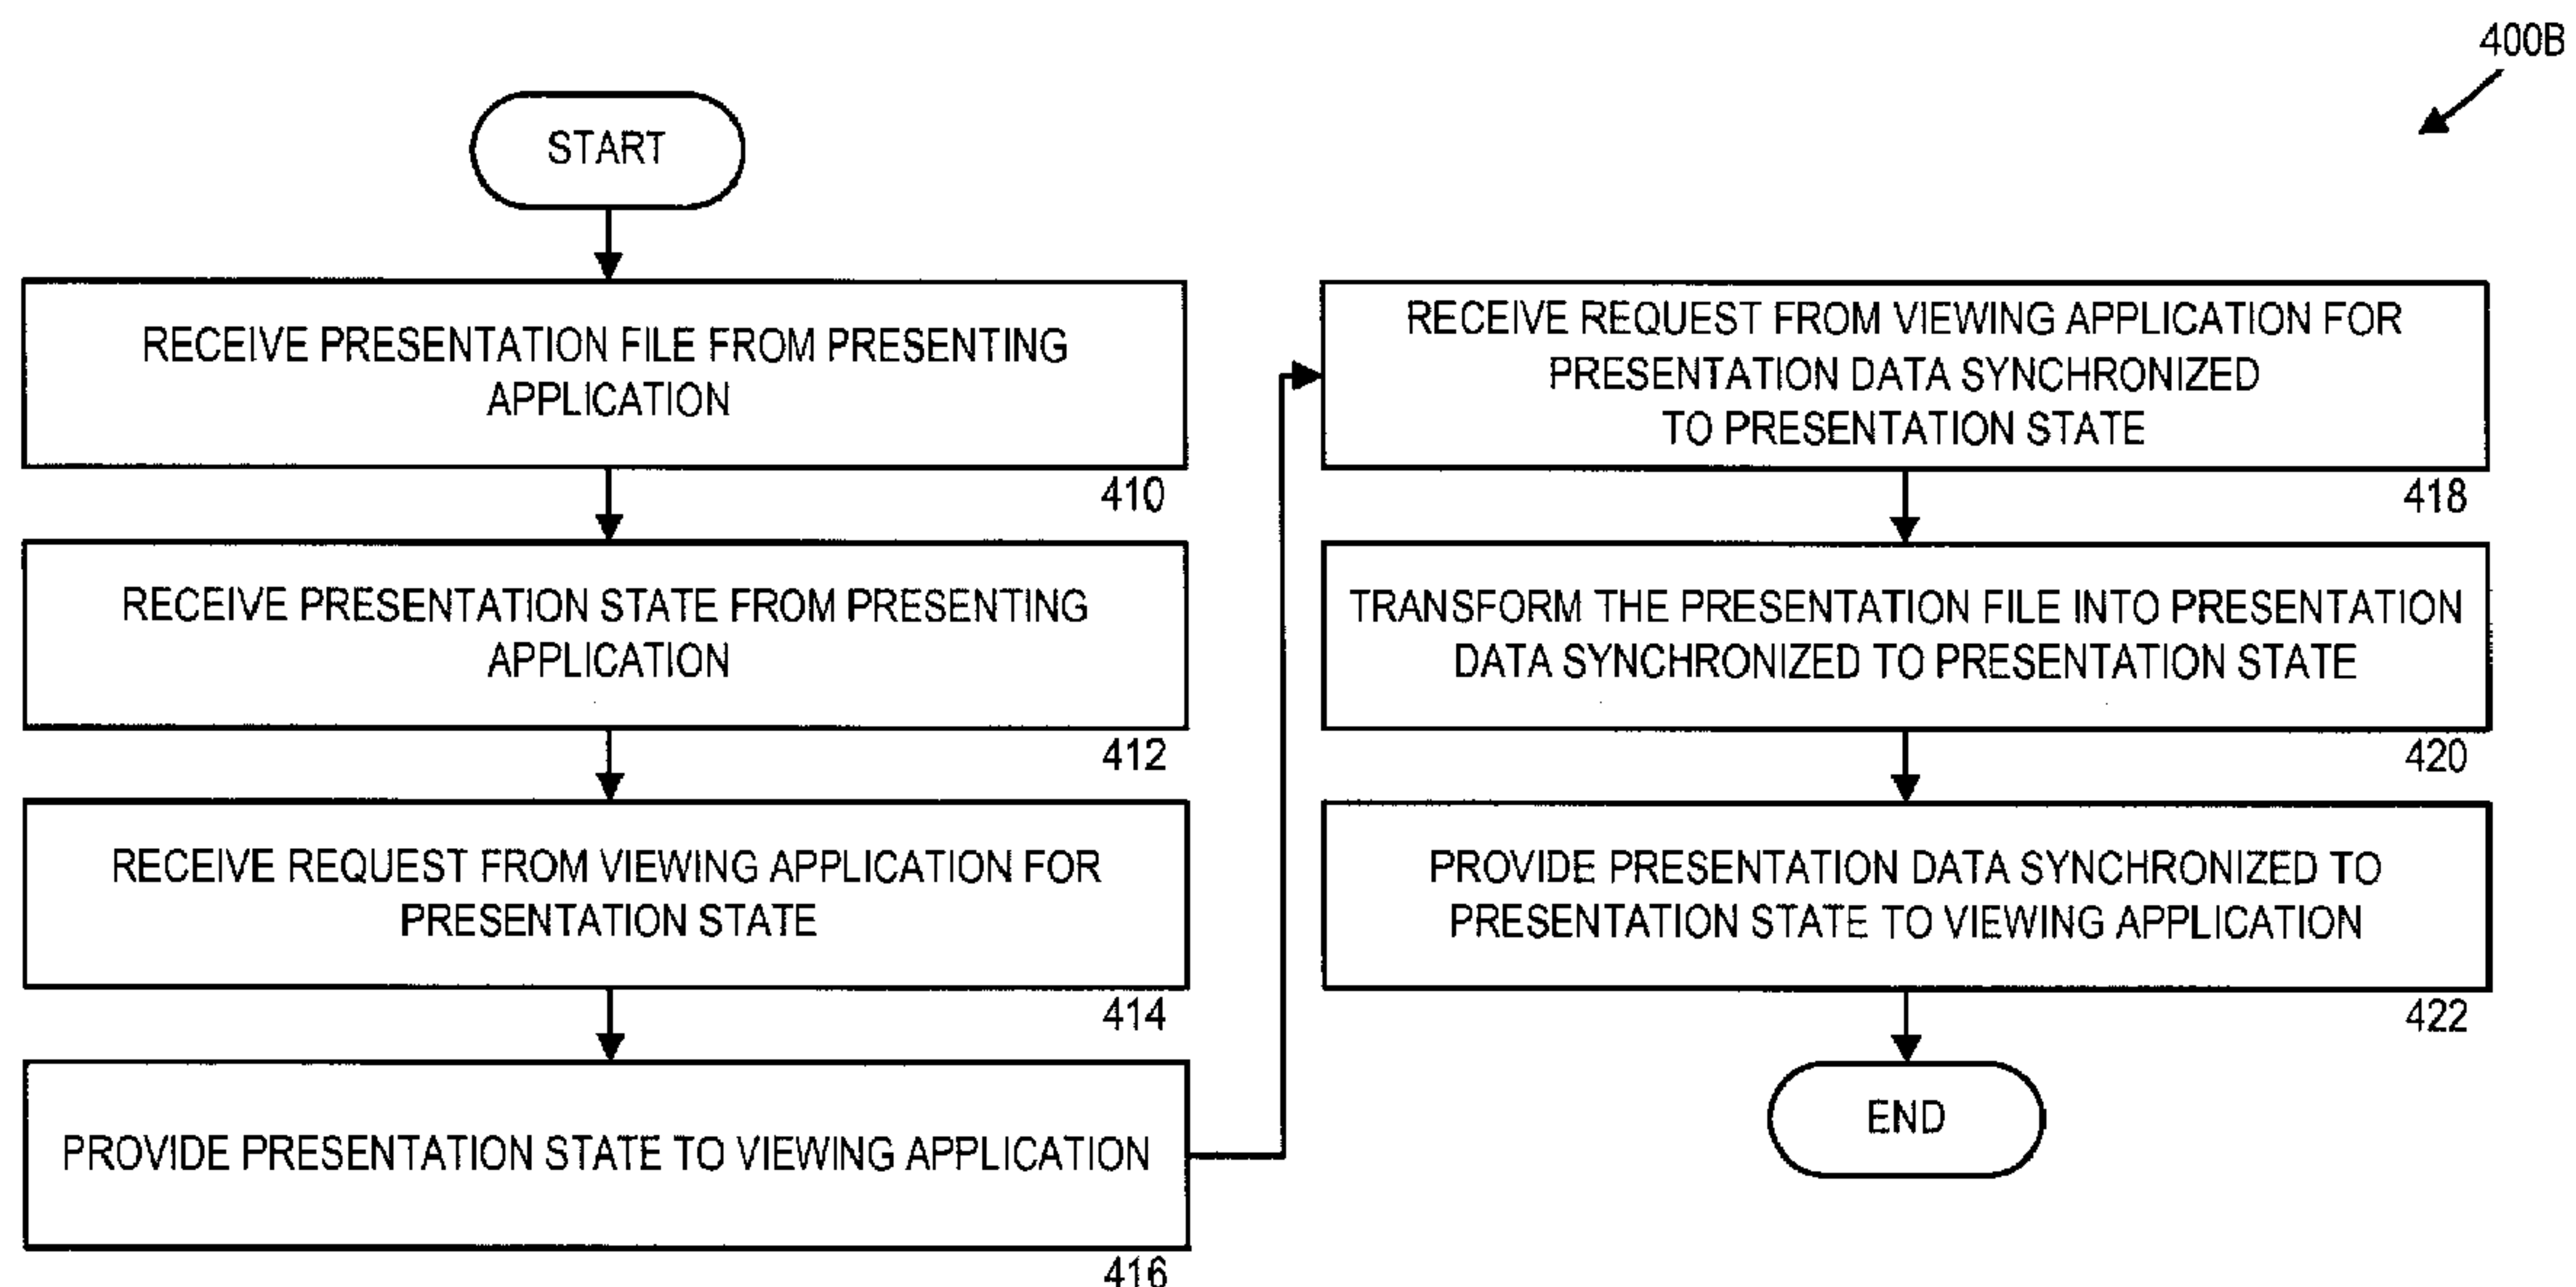 400B
START
RECEIVE PRESENTATION FILE FROM PRESENTING
APPLICATION
410
RECEIVE PRESENTATION STATE FROM PRESENTING
APPLICATION
412
RECEIVE REQUEST FROM VIEWING APPLICATION FOR
PRESENTATION STATE
414
PROVIDE PRESENTATION STATE TO VIEWING APPLICATION
416
RECEIVE REQUEST FROM VIEWING APPLICATION FOR
PRESENTATION DATA SYNCHRONIZED
TO PRESENTATION STATE
418
TRANSFORM THE PRESENTATION FILE INTO PRESENTATION
DATA SYNCHRONIZED TO PRESENTATION STATE
420
PROVIDE PRESENTATION DATA SYNCHRONIZED TO
PRESENTATION STATE TO VIEWING APPLICATION
422
END